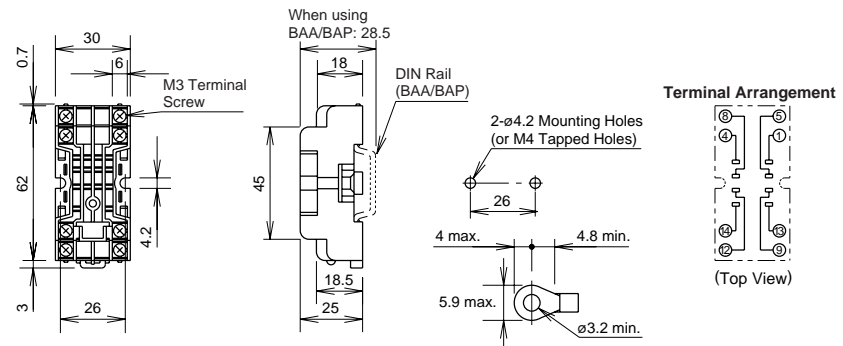 When using
BAA/BAP: 28.5
30
0.7
6
18
M3 Terminal
Screw
DIN Rail
(BAA/BAP)
62
4.2
3
26
45
18.5
25
2-ø4.2 Mounting Holes
(or M4 Tapped Holes)
26
4 max.
4.8 min.
5.9 max.
ø3.2 min.
Terminal Arrangement
8 5
4 1
14 13
12 9
(Top View)